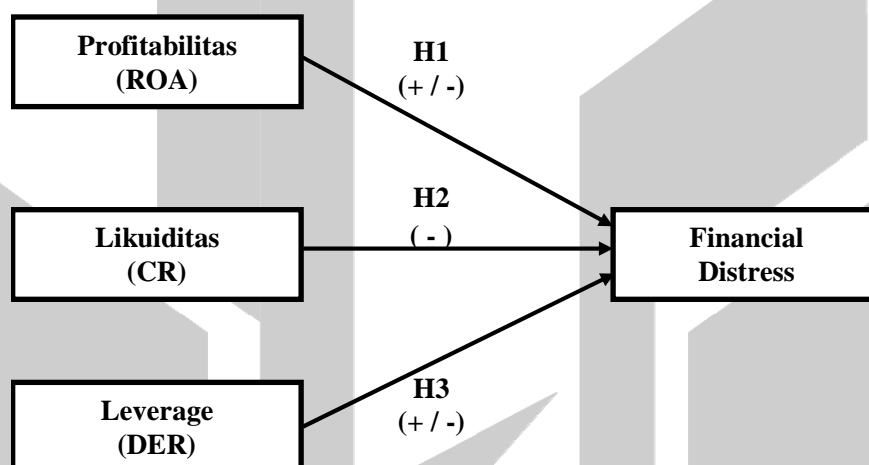 Profitabilitas
(ROA)
H1
(+ / -)
Likuiditas
(CR)
H2
( - )
Financial
Distress
Leverage
(DER)
H3
(+ / -)